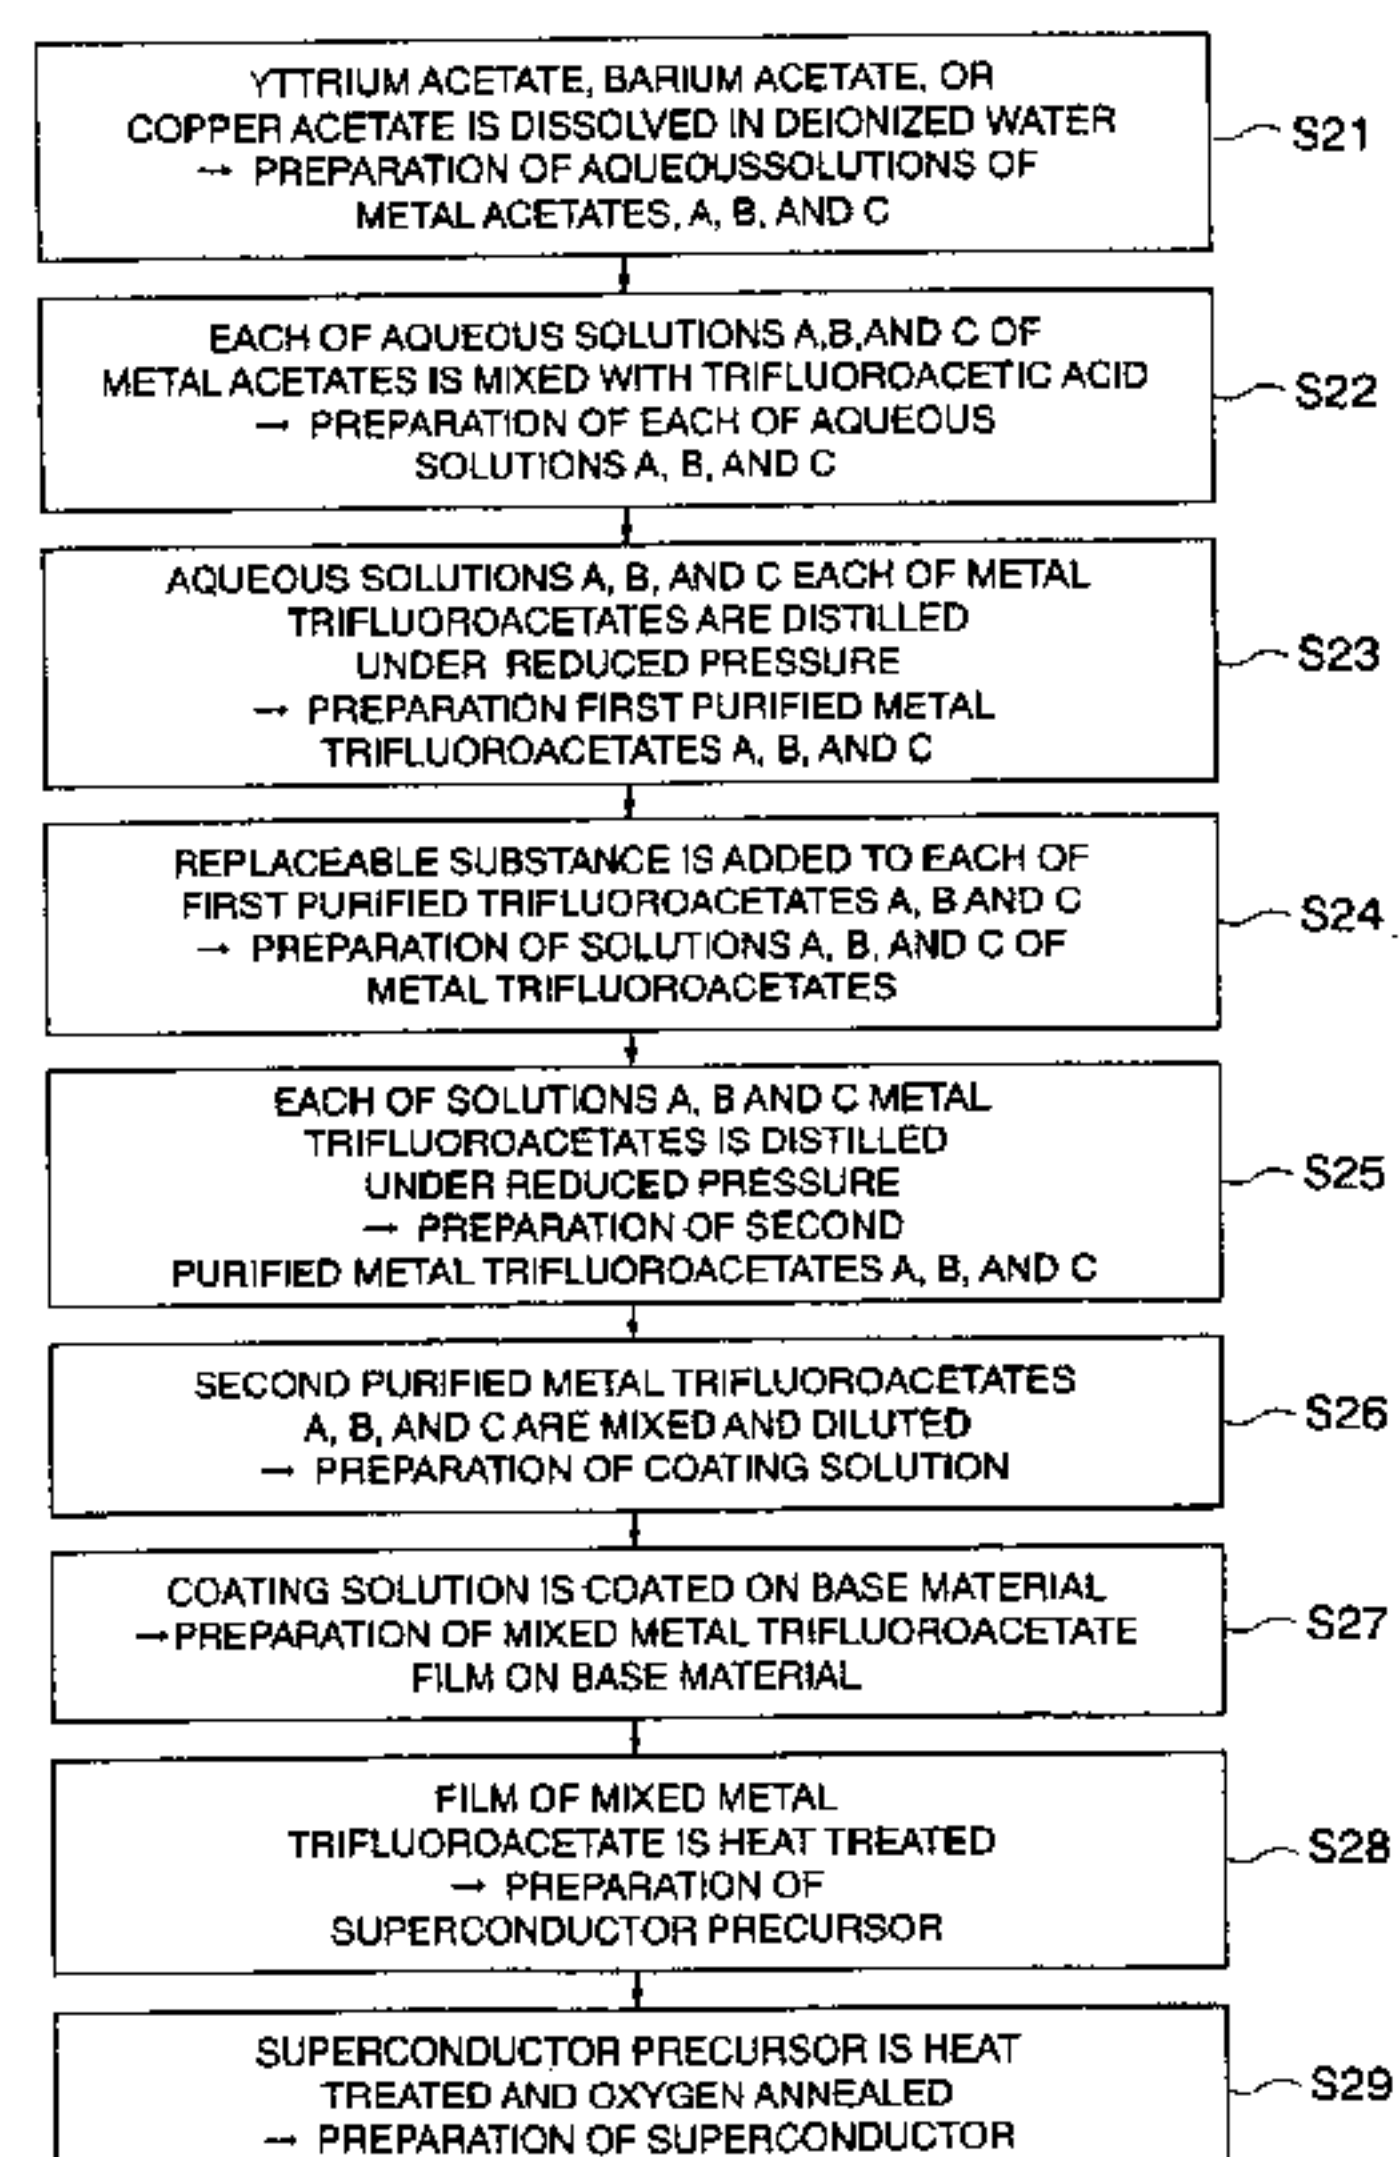 YTTRIUM ACETATE, BARIUM ACETATE, OR
COPPER ACETATE IS DISSOLVED IN DEIONIZED WATER
→ PREPARATION OF AQUEOUSSOLUTIONS OF
METAL ACETATES, A, B, AND C
S21
EACH OF AQUEOUS SOLUTIONS A,B,AND C OF
METAL ACETATES IS MIXED WITH TRIFLUOROACETIC ACID
→ PREPARATION OF EACH OF AQUEOUS
SOLUTIONS A, B, AND C
S22
AQUEOUS SOLUTIONS A, B, AND C EACH OF METAL
TRIFLUOROACETATES ARE DISTILLED
UNDER REDUCED PRESSURE
→ PREPARATION FIRST PURIFIED METAL
TRIFLUOROACETATES A, B, AND C
S23
REPLACEABLE SUBSTANCE IS ADDED TO EACH OF
FIRST PURIFIED TRIFLUOROACETATES A, B AND C
→ PREPARATION OF SOLUTIONS A, B, AND C OF
METAL TRIFLUOROACETATES
S24
EACH OF SOLUTIONS A, B AND C METAL
TRIFLUOROACETATES IS DISTILLED
UNDER REDUCED PRESSURE
→ PREPARATION OF SECOND
PURIFIED METAL TRIFLUOROACETATES A, B, AND C
S25
SECOND PURIFIED METAL TRIFLUOROACETATES
A, B, AND C ARE MIXED AND DILUTED
→ PREPARATION OF COATING SOLUTION
S26
COATING SOLUTION IS COATED ON BASE MATERIAL
→PREPARATION OF MIXED METAL TRIFLUOROACETATE
FILM ON BASE MATERIAL
S27
FILM OF MIXED METAL
TRIFLUOROACETATE IS HEAT TREATED
→ PREPARATION OF
SUPERCONDUCTOR PRECURSOR
S28
SUPERCONDUCTOR PRECURSOR IS HEAT
TREATED AND OXYGEN ANNEALED
→ PREPARATION OF SUPERCONDUCTOR
S29